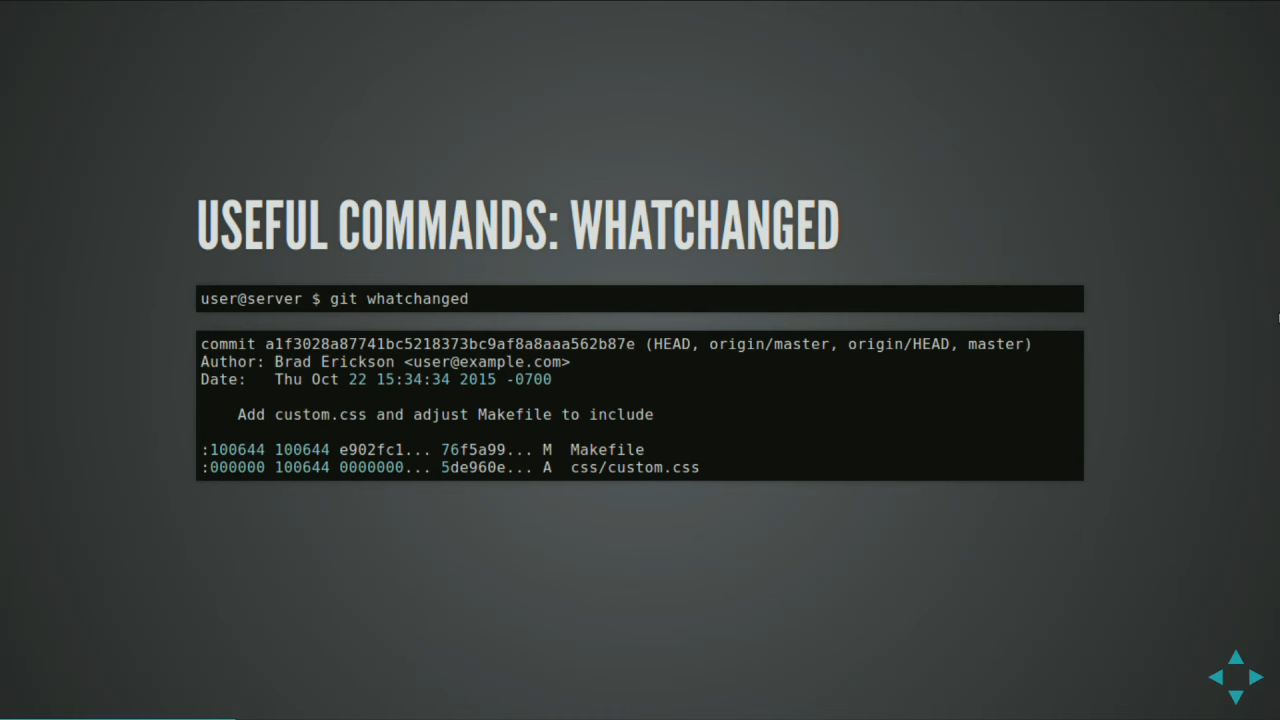 USEFUL COMMANDS: WHATCHANGED
user@server $ git whatchanged
commit a1f3028a87741bc5218373bc9af8a8aaa562b87e (HEAD, origin/master, origin/HEAD, master)
Author: Brad Erickson <user@example.com>
Date:   Thu Oct 22 15:34:34 2015 -0700
    Add custom.css and adjust Makefile to include
:100644 100644 e902fc1... 76f5a99... M  Makefile
:000000 100644 0000000... 5de960e... A  css/custom.css